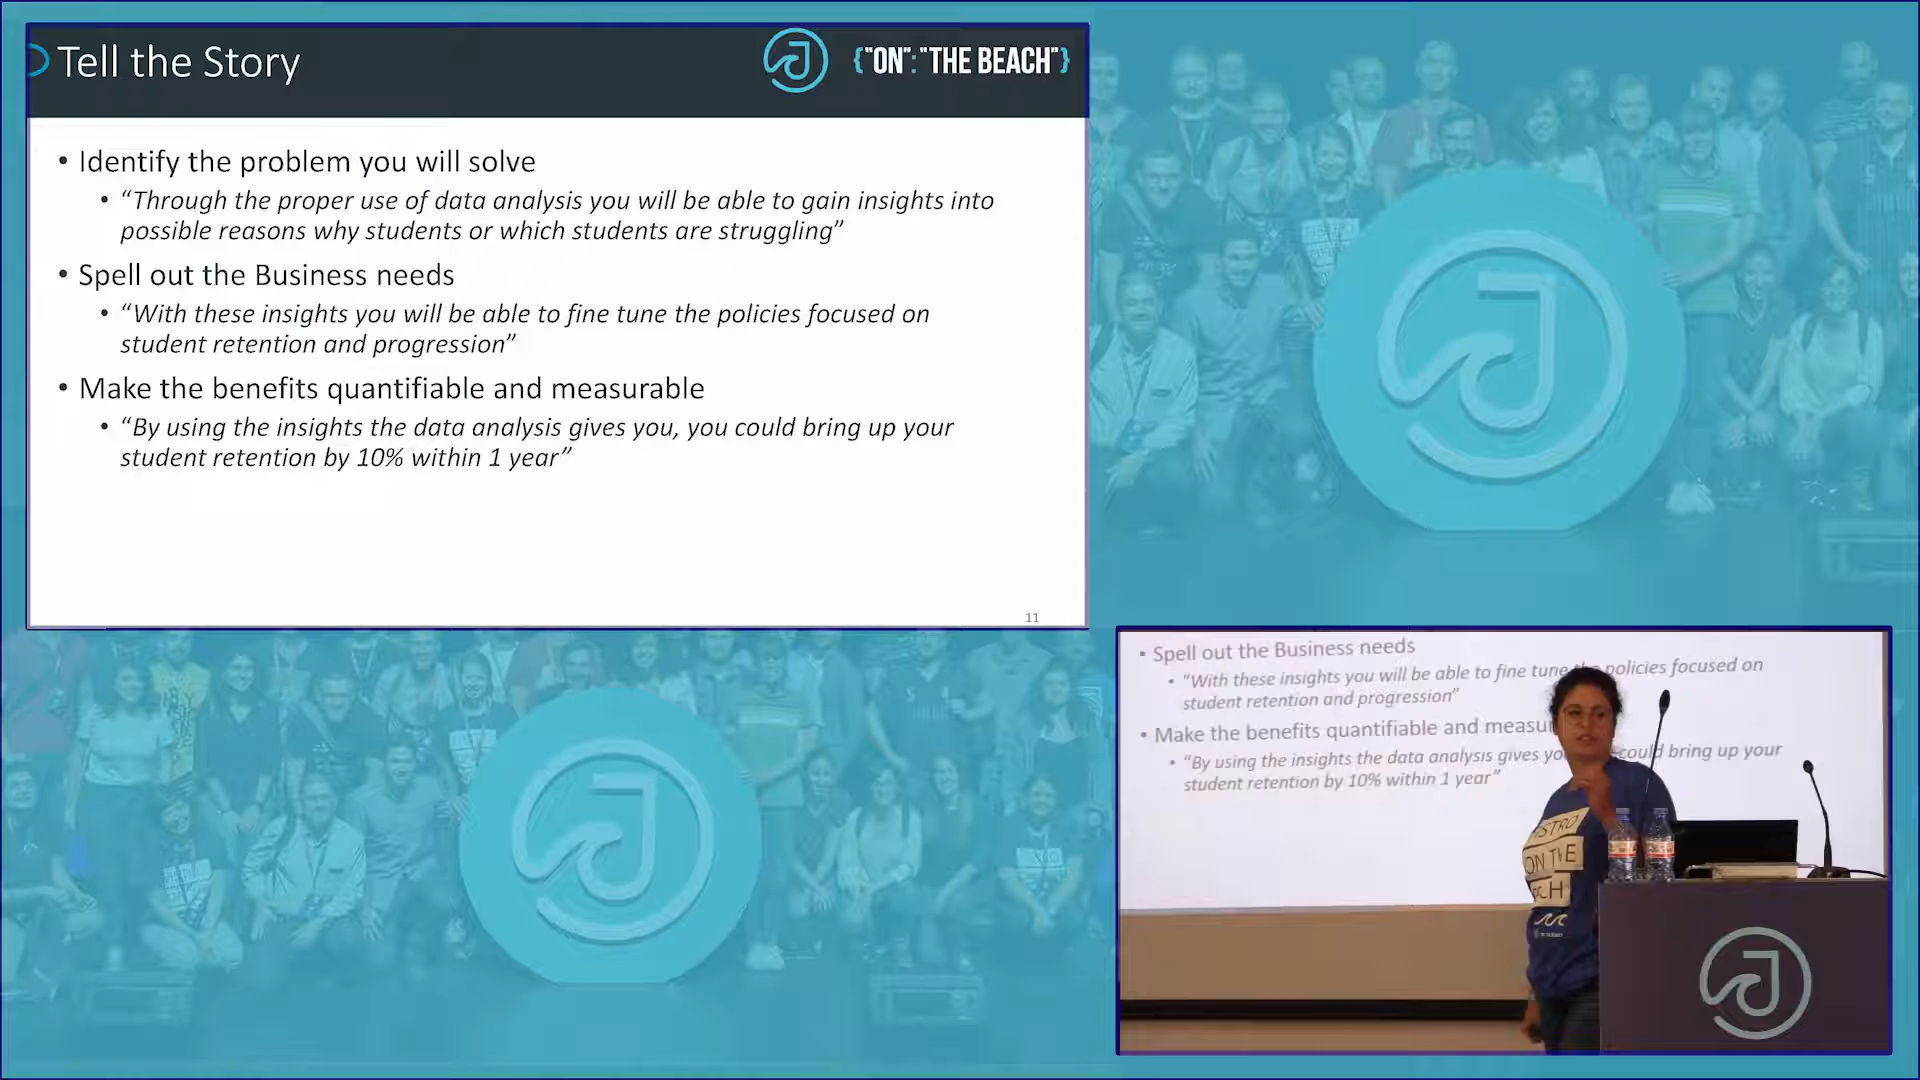 Tell the Story
{"ON":"THE BEACH"}
• Identify the problem you will solve
• “Through the proper use of data analysis you will be able to gain insights into
possible reasons why students or which students are struggling”
• Spell out the Business needs
• “With these insights you will be able to fine tune the policies focused on
student retention and progression”
• Make the benefits quantifiable and measurable
• “By using the insights the data analysis gives you, you could bring up your
student retention by 10% within 1 year”
11
• Spell out the Business needs
• “With these insights you will be able to fine tune policies focused on
student retention and progression”
• Make the benefits quantifiable and
• “By using the insights the data analysis gives could bring up your
student retention by 10% within 1 year”
ON THE